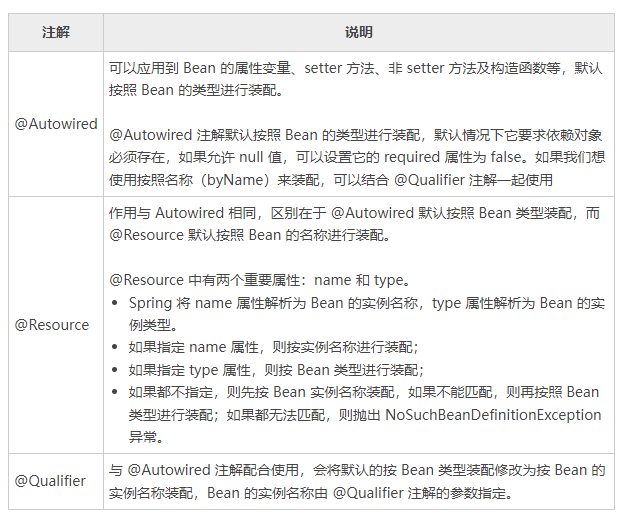 注解
说明
@Autowired
可以应用到 Bean 的属性变量、setter 方法、非 setter 方法及构造函数等，默认
按照 Bean 的类型进行装配。
@Autowired 注解默认按照 Bean 的类型进行装配，默认情况下它要求依赖对象
必须存在，如果允许 null 值，可以设置它的 required 属性为 false。如果我们想
使用按照名称（byName）来装配，可以结合 @Qualifier 注解一起使用
@Resource
作用与 Autowired 相同，区别在于 @Autowired 默认按照 Bean 类型装配，而
@Resource 默认按照 Bean 的名称进行装配。
@Resource 中有两个重要属性：name 和 type。
• Spring 将 name 属性解析为 Bean 的实例名称，type 属性解析为 Bean 的实
例类型。
• 如果指定 name 属性，则按实例名称进行装配；
• 如果指定 type 属性，则按 Bean 类型进行装配；
• 如果都不指定，则先按 Bean 实例名称装配，如果不能匹配，则再按照 Bean
类型进行装配；如果都无法匹配，则抛出 NoSuchBeanDefinitionException
异常。
@Qualifier
与 @Autowired 注解配合使用，会将默认的按 Bean 类型装配修改为按 Bean 的
实例名称装配，Bean 的实例名称由 @Qualifier 注解的参数指定。